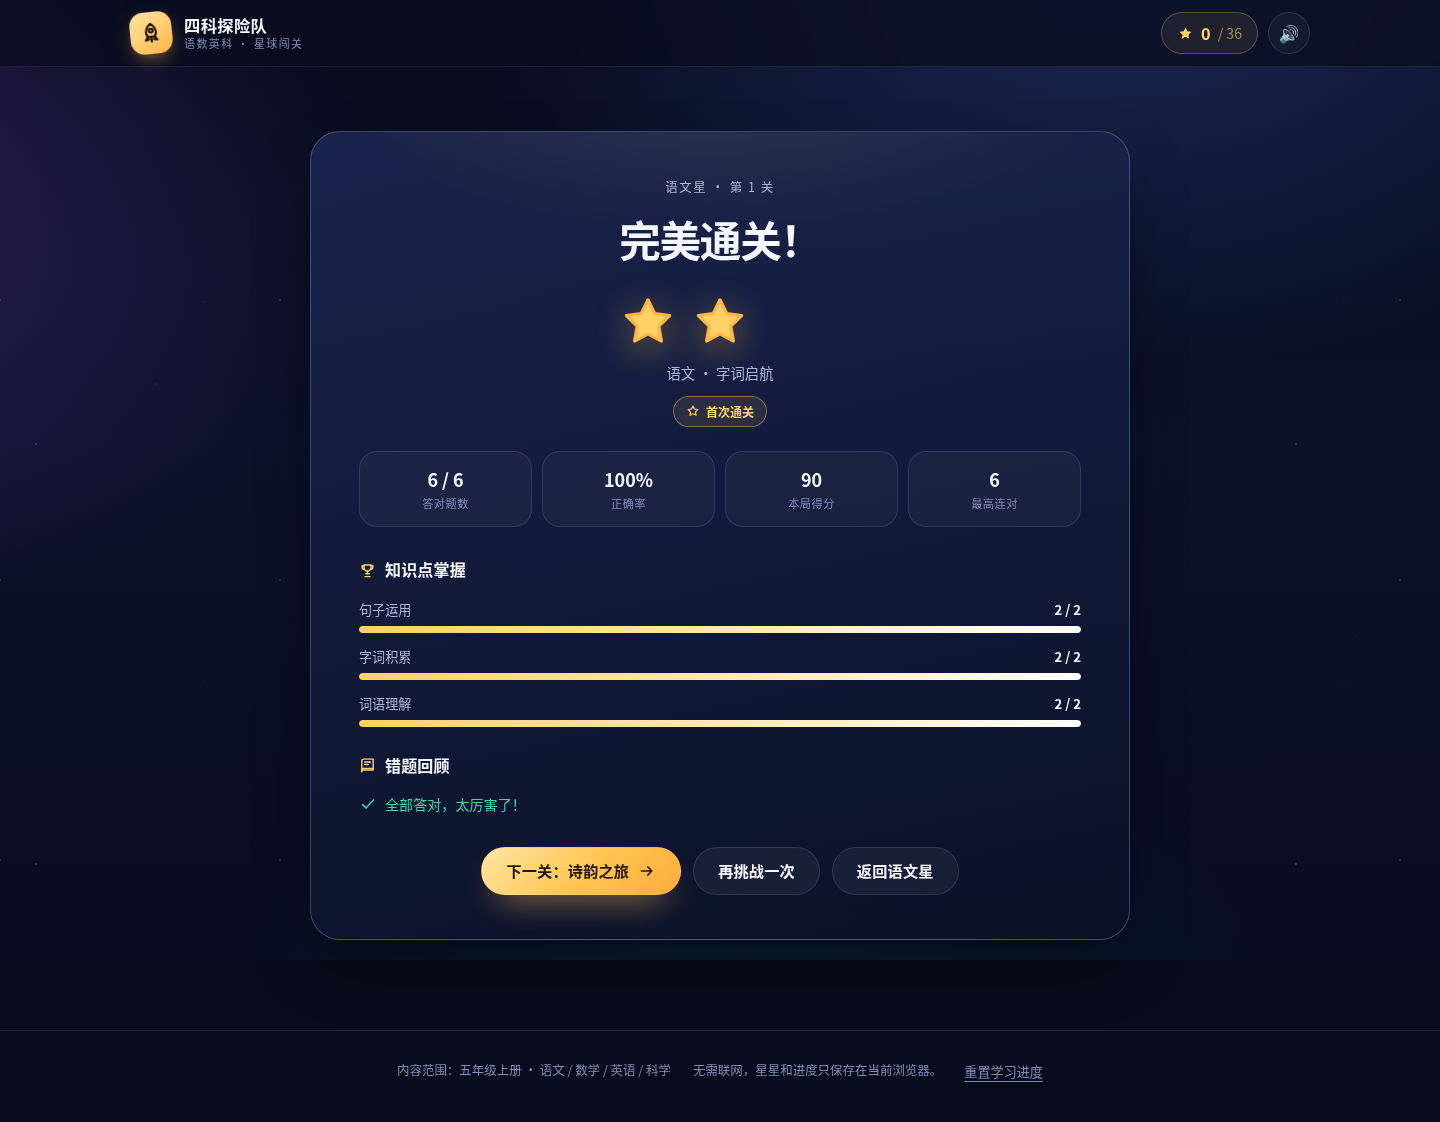 四科探险队
语数英科 · 星球闯关
0 / 36
语文星 · 第 1 关
完美通关！
语文 · 字词启航
首次通关
6 / 6
答对题数
100%
正确率
90
本局得分
6
最高连对
知识点掌握
句子运用 2 / 2
字词积累 2 / 2
词语理解 2 / 2
错题回顾
全部答对，太厉害了！
下一关：诗韵之旅 →
再挑战一次
返回语文星
内容范围：五年级上册 · 语文 / 数学 / 英语 / 科学 无需联网，星星和进度只保存在当前浏览器。 重置学习进度